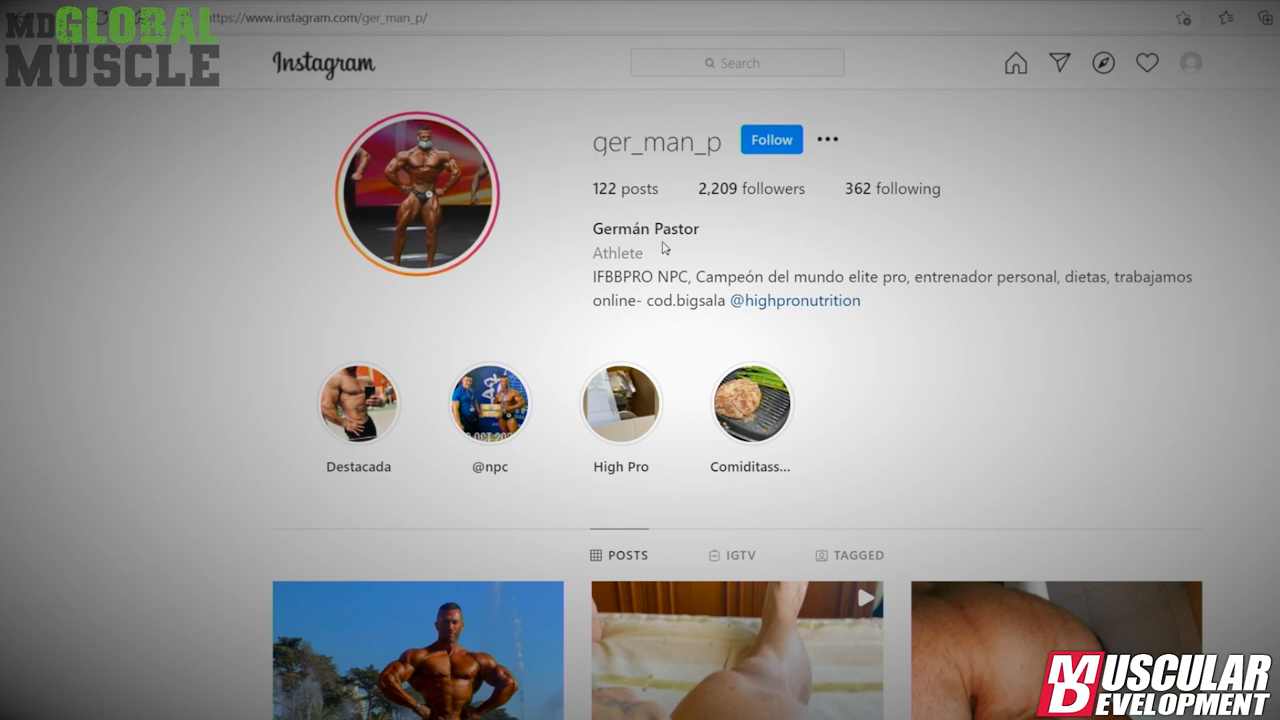 MD GLOBAL
MUSCLE
https://www.instagram.com/ger_man_p/
Instagram
Search
ger_man_p
Follow
122 posts
2,209 followers
362 following
Germán Pastor
Athlete
IFBBPRO NPC, Campeón del mundo elite pro, entrenador personal, dietas, trabajamos
online- cod.bigsala @highpronutrition
Destacada
@npc
High Pro
Comiditass...
POSTS
IGTV
TAGGED
MUSCULAR
DEVELOPMENT